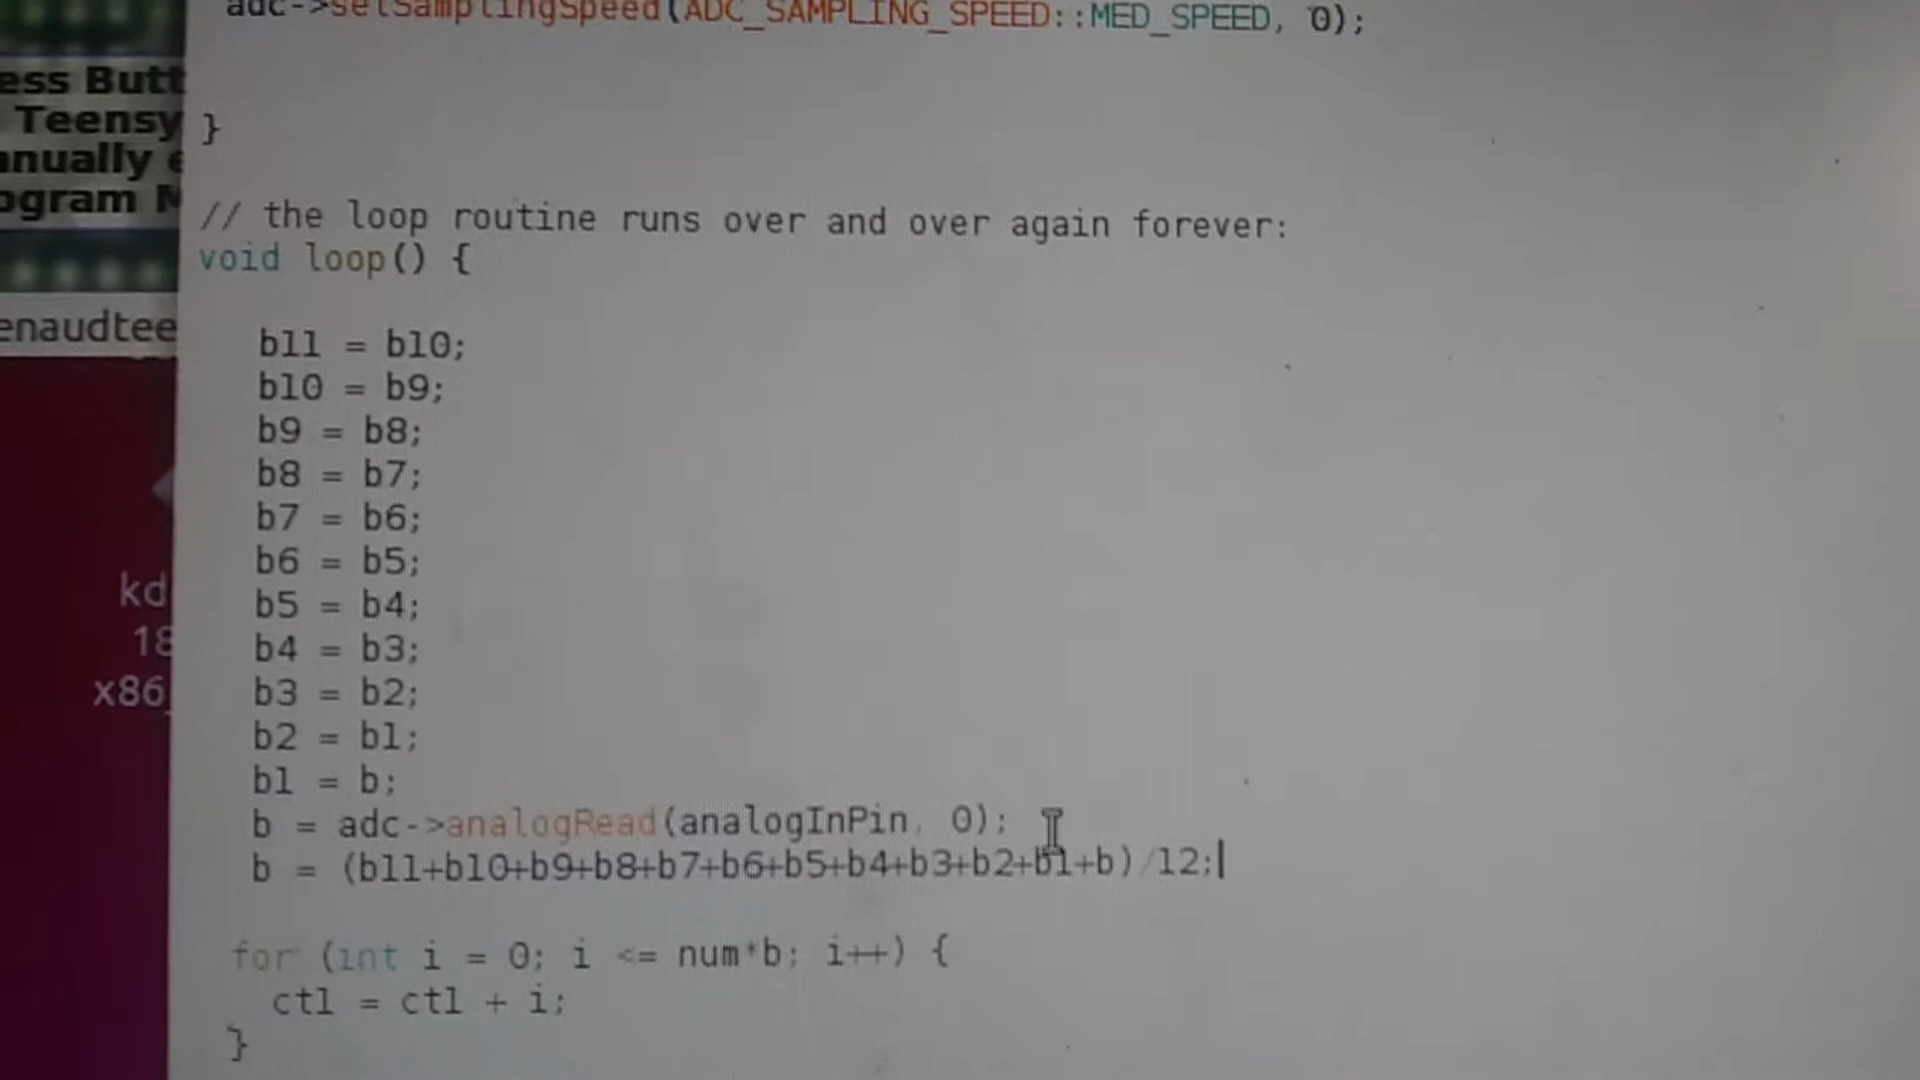 adc->setSamplingSpeed(ADC_SAMPLING_SPEED::MED_SPEED, 0);
ess Butt
Teensy
anually e
ogram M
}
// the loop routine runs over and over again forever:
void loop() {
enaudtee
b11 = b10;
b10 = b9;
b9 = b8;
b8 = b7;
b7 = b6;
b6 = b5;
b5 = b4;
b4 = b3;
b3 = b2;
b2 = b1;
b1 = b;
b = adc->analogRead(analogInPin, 0);
b = (b11+b10+b9+b8+b7+b6+b5+b4+b3+b2+b1+b)/12;
kd
18
x86_
for (int i = 0; i <= num*b; i++) {
ctl = ctl + i;
}